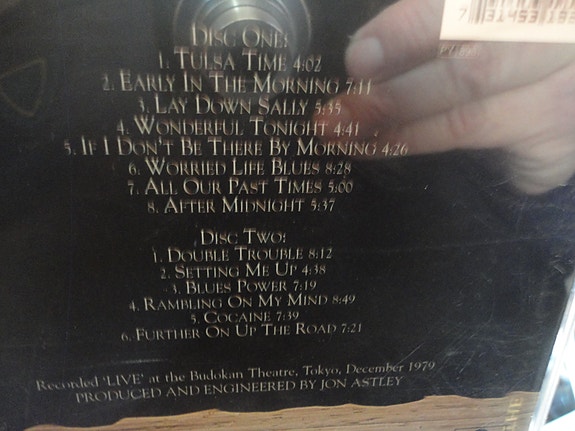 DISC ONE:
1. TULSA TIME 4:02
2. EARLY IN THE MORNING 7:11
3. LAY DOWN SALLY 5:35
4. WONDERFUL TONIGHT 4:41
5. IF I DON'T BE THERE BY MORNING 4:26
6. WORRIED LIFE BLUES 8:28
7. ALL OUR PAST TIMES 5:00
8. AFTER MIDNIGHT 5:37
DISC TWO:
1. DOUBLE TROUBLE 8:12
2. SETTING ME UP 4:38
3. BLUES POWER 7:19
4. RAMBLING ON MY MIND 8:49
5. COCAINE 7:39
6. FURTHER ON UP THE ROAD 7:21
Recorded 'LIVE' at the Budokan Theatre, Tokyo, December 1979
PRODUCED AND ENGINEERED BY JON ASTLEY